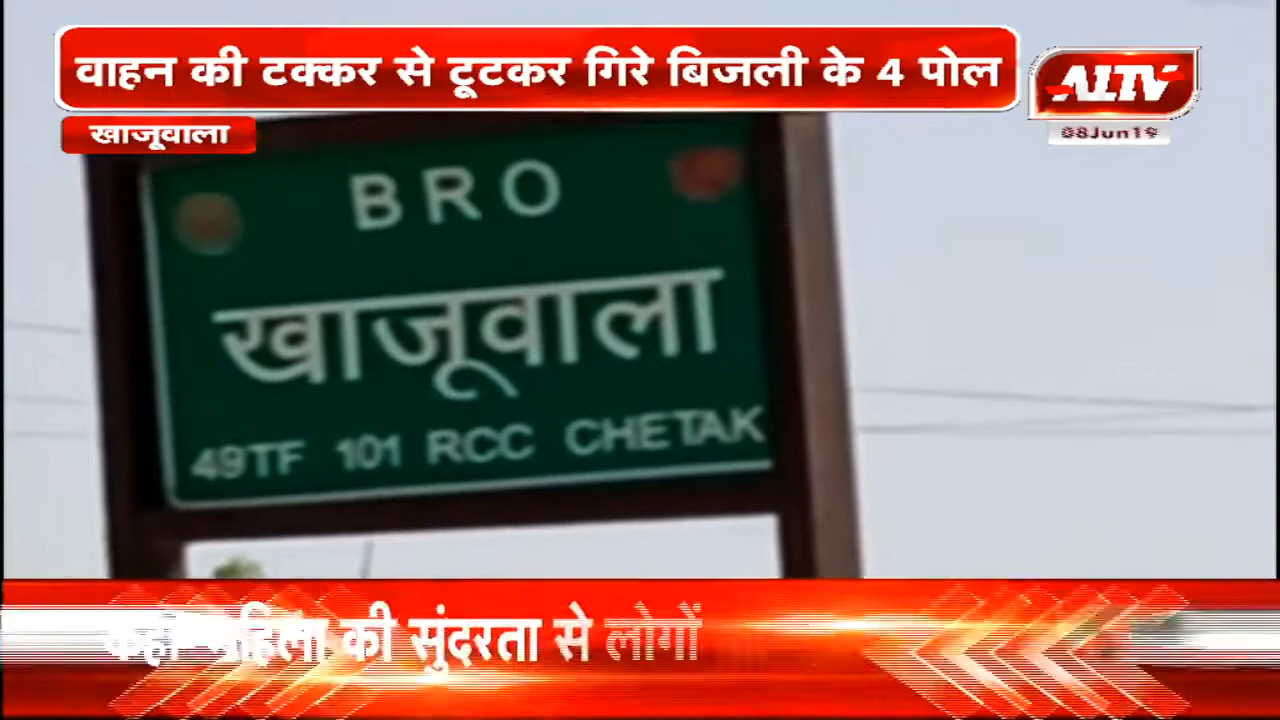 वाहन की टक्कर से टूटकर गिरे बिजली के 4 पोल
ALTV
खाजूवाला
08Jun19
BRO
खाजूवाला
49TF 101 RCC CHETAK
की सुंदरता से लोगों